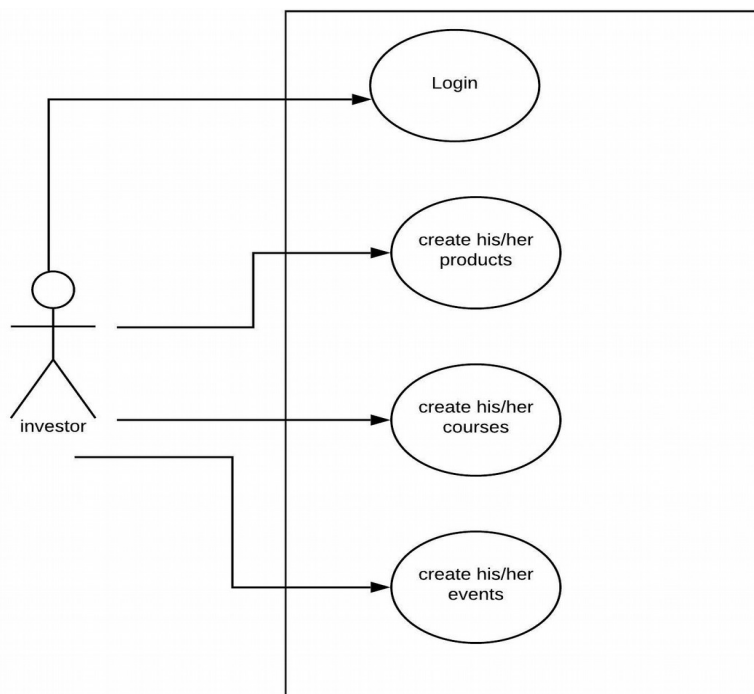 Login
create his/her
products
create his/her
courses
investor
create his/her
events